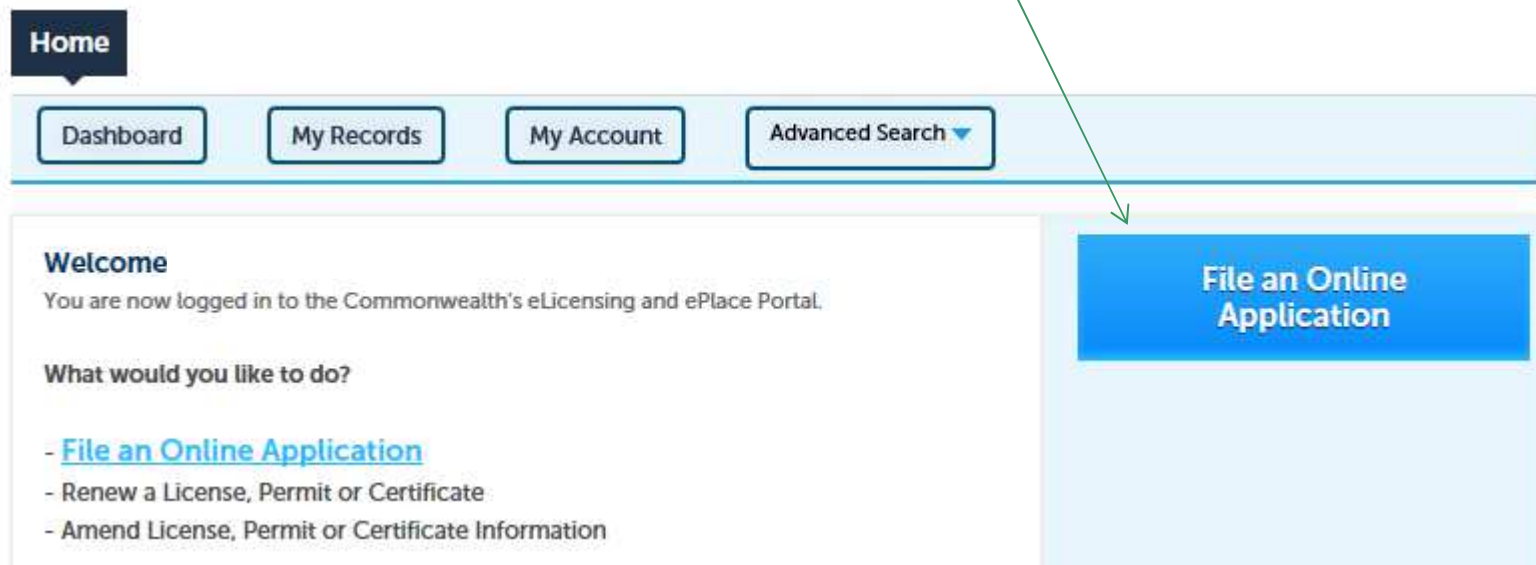 Home
Dashboard My Records My Account Advanced Search
Welcome
You are now logged in to the Commonwealth's eLicensing and ePlace Portal.
What would you like to do?
- File an Online Application
- Renew a License, Permit or Certificate
- Amend License, Permit or Certificate Information
File an Online
Application